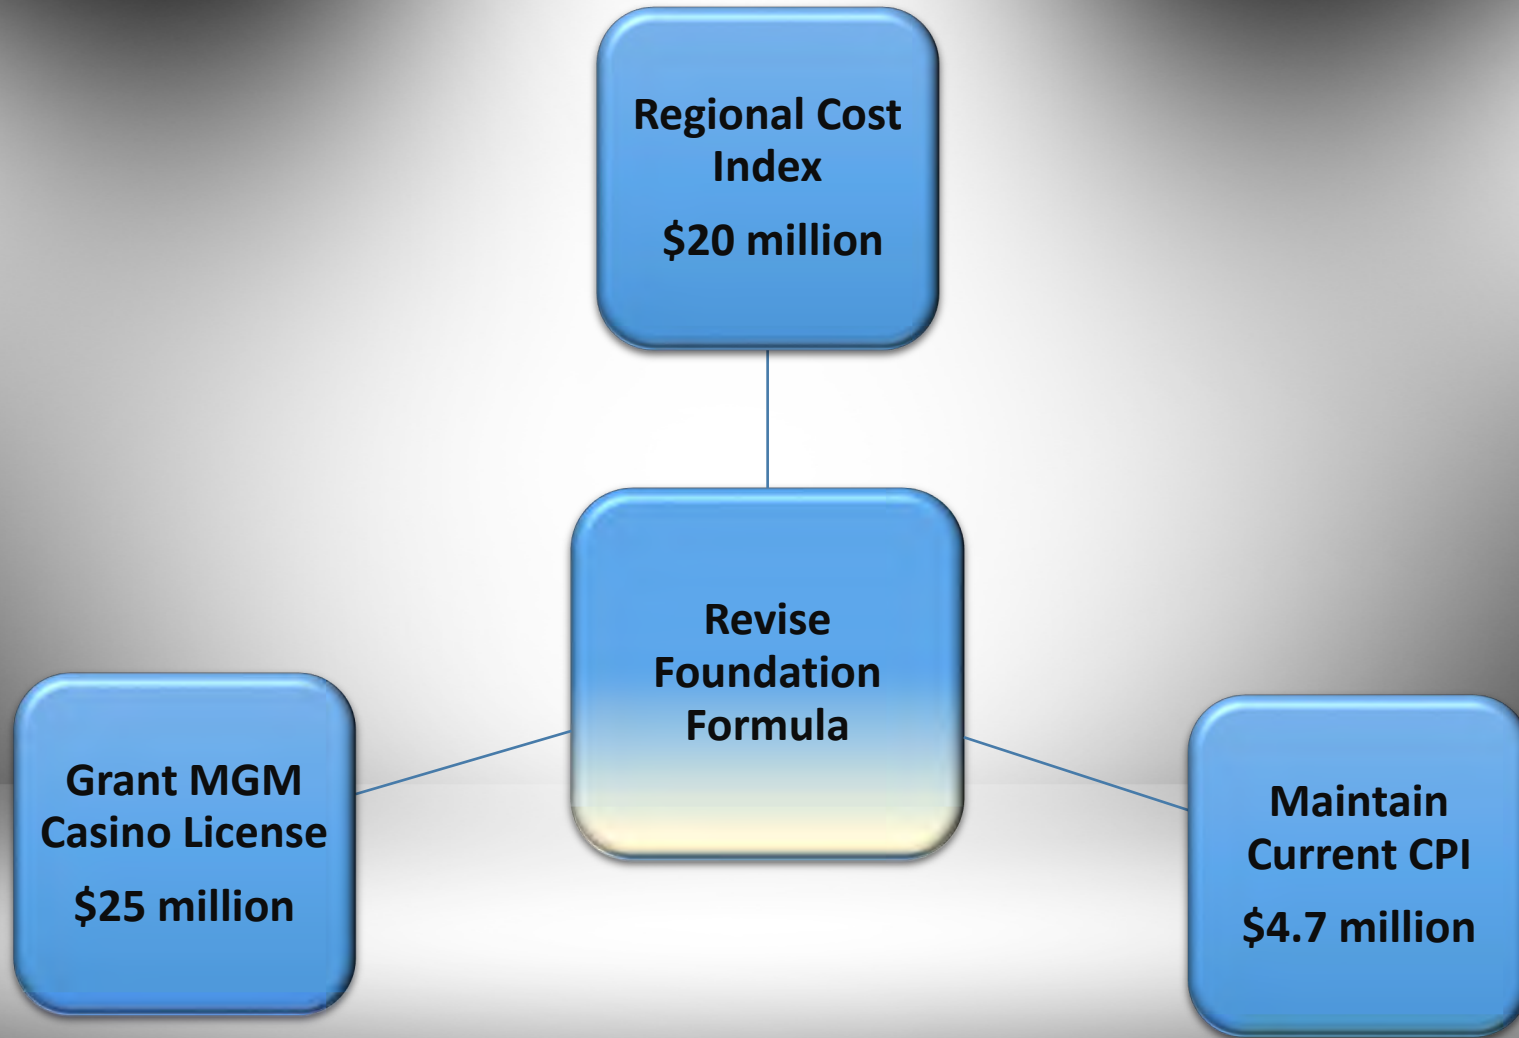 Regional Cost
Index
$20 million
Revise
Foundation
Formula
Grant MGM
Casino License
$25 million
Maintain
Current CPI
$4.7 million